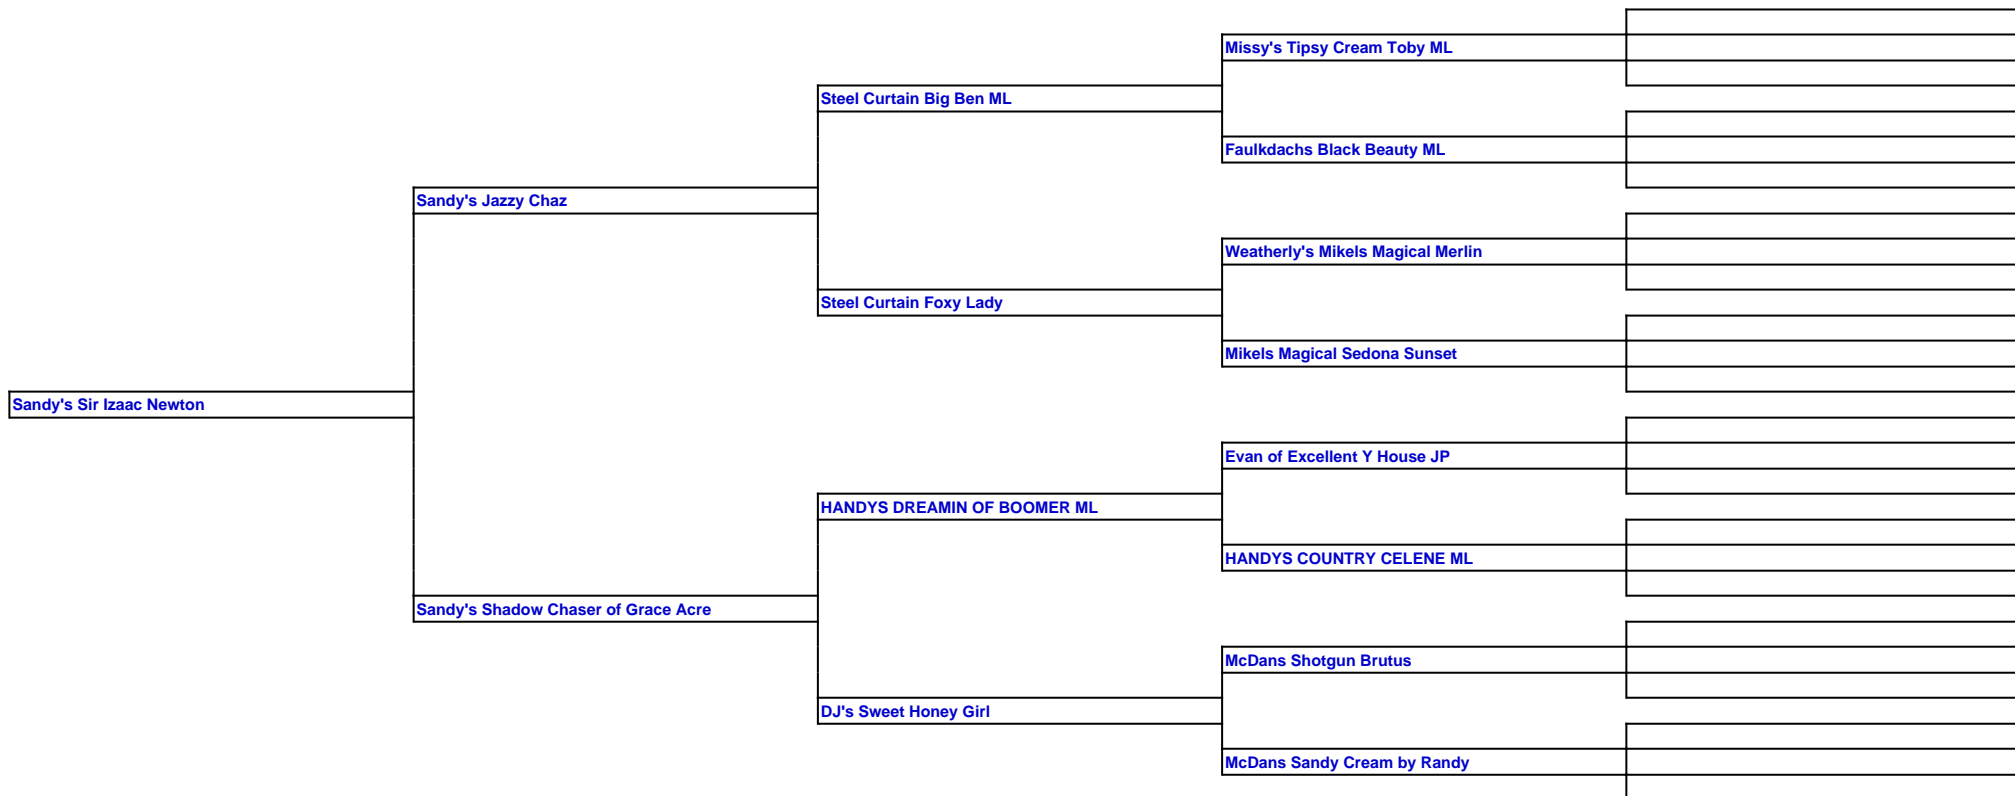 Missy's Tipsy Cream Toby ML
Steel Curtain Big Ben ML
Faulkdachs Black Beauty ML
Sandy's Jazzy Chaz
Weatherly's Mikels Magical Merlin
Steel Curtain Foxy Lady
Mikels Magical Sedona Sunset
Sandy's Sir Izaac Newton
Evan of Excellent Y House JP
HANDYS DREAMIN OF BOOMER ML
HANDYS COUNTRY CELENE ML
Sandy's Shadow Chaser of Grace Acre
McDans Shotgun Brutus
DJ's Sweet Honey Girl
McDans Sandy Cream by Randy